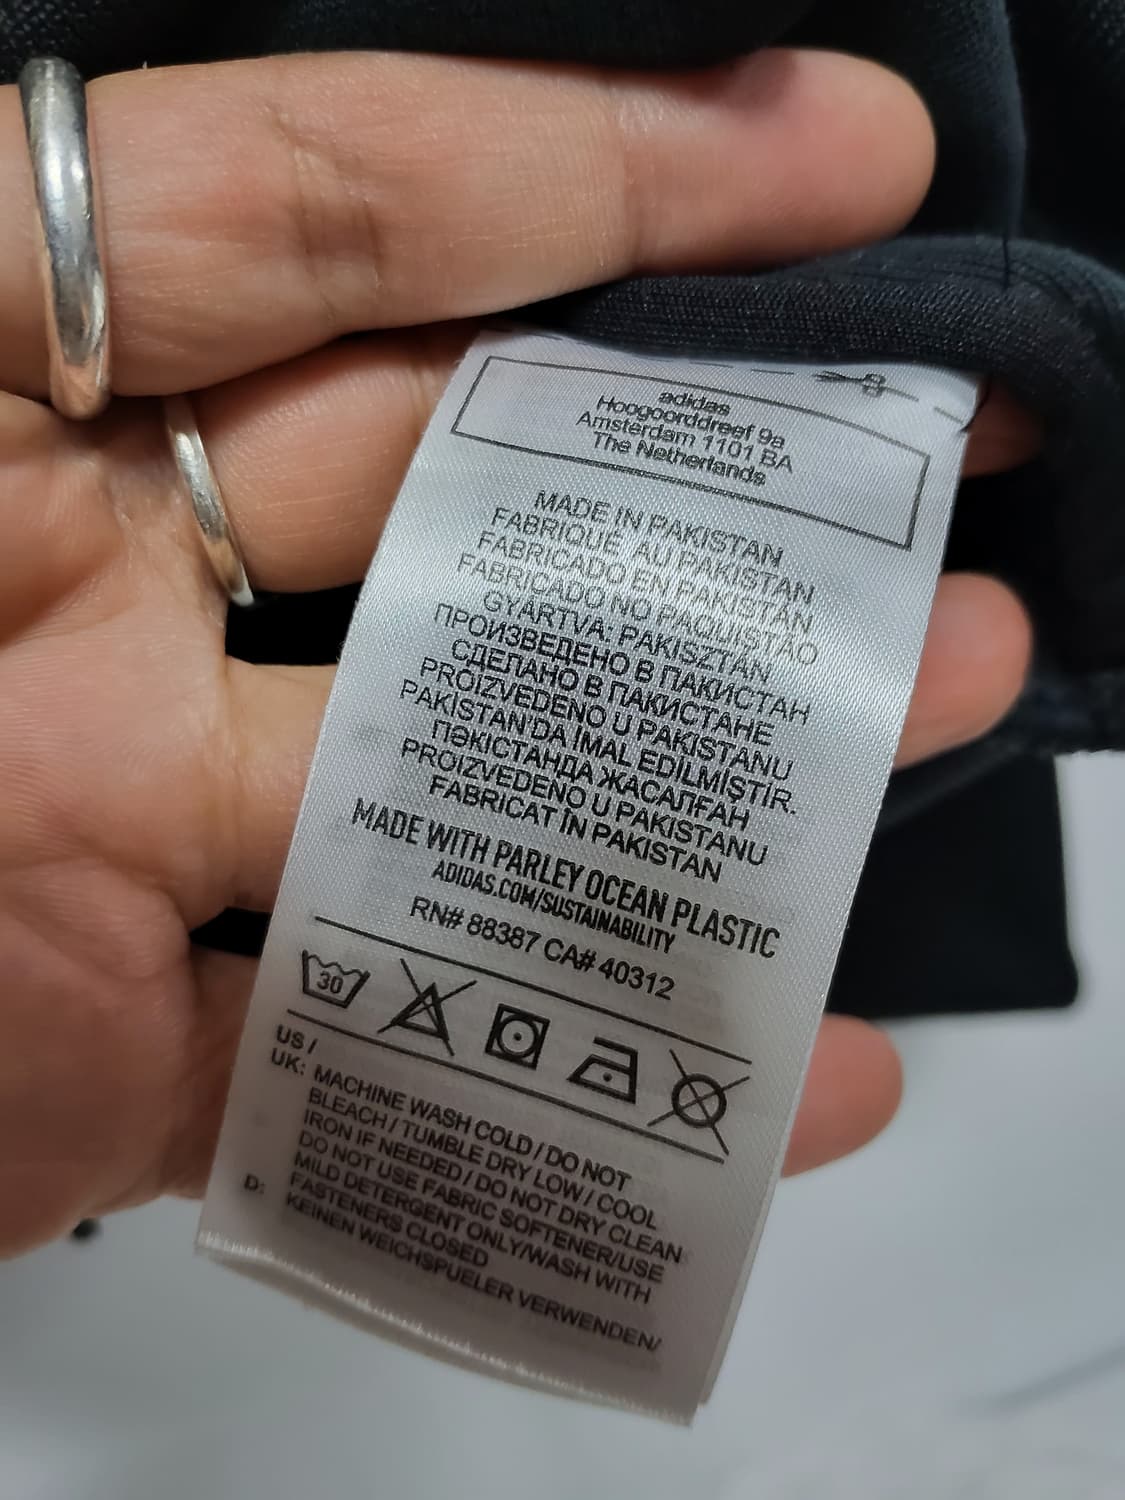 adidas
Hoogoorddreef 9a
Amsterdam 1101 BA
The Netherlands
MADE IN PAKISTAN
FABRIQUÉ AU PAKISTAN
FABRICADO EN PAKISTÁN
FABRICADO NO PAQUISTÃO
GYÁRTVA: PAKISZTÁN
ПРОИЗВЕДЕНО В ПАКИСТАН
СДЕЛАНО В ПАКИСТАНЕ
PROIZVEDENO U PAKISTANU
PAKİSTAN'DA İMAL EDİLMİŞTİR.
ПӘКІСТАНДА ЖАСАЛҒАН
PROIZVEDENO U PAKISTANU
FABRICAT ÎN PAKISTAN
MADE WITH PARLEY OCEAN PLASTIC
ADIDAS.COM/SUSTAINABILITY
RN# 88387 CA# 40312
30
US /
UK: MACHINE WASH COLD / DO NOT
BLEACH / TUMBLE DRY LOW / COOL
IRON IF NEEDED / DO NOT DRY CLEAN
DO NOT USE FABRIC SOFTENER/USE
MILD DETERGENT ONLY/WASH WITH
FASTENERS CLOSED
D: KEINEN WEICHSPUELER VERWENDEN/